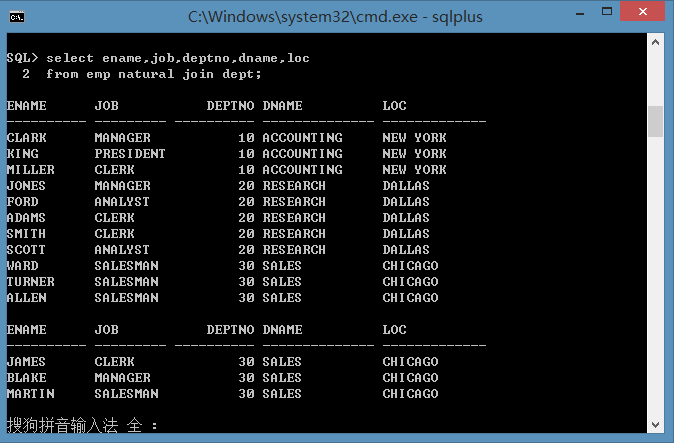 C:\Windows\system32\cmd.exe - sqlplus
SQL> select ename,job,deptno,dname,loc
  2  from emp natural join dept;
ENAME      JOB           DEPTNO DNAME          LOC
---------- --------- ---------- -------------- -------------
CLARK      MANAGER           10 ACCOUNTING     NEW YORK
KING       PRESIDENT         10 ACCOUNTING     NEW YORK
MILLER     CLERK             10 ACCOUNTING     NEW YORK
JONES      MANAGER           20 RESEARCH       DALLAS
FORD       ANALYST           20 RESEARCH       DALLAS
ADAMS      CLERK             20 RESEARCH       DALLAS
SMITH      CLERK             20 RESEARCH       DALLAS
SCOTT      ANALYST           20 RESEARCH       DALLAS
WARD       SALESMAN          30 SALES          CHICAGO
TURNER     SALESMAN          30 SALES          CHICAGO
ALLEN      SALESMAN          30 SALES          CHICAGO
ENAME      JOB           DEPTNO DNAME          LOC
---------- --------- ---------- -------------- -------------
JAMES      CLERK             30 SALES          CHICAGO
BLAKE      MANAGER           30 SALES          CHICAGO
MARTIN     SALESMAN          30 SALES          CHICAGO
搜狗拼音输入法 全 :